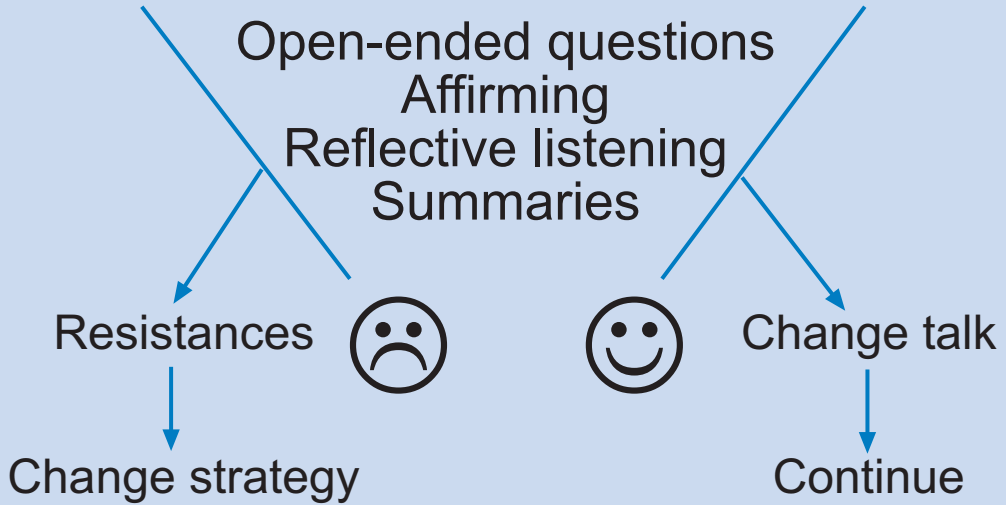 Open-ended questions
Affirming
Reflective listening
Summaries
Resistances
Change talk
Change strategy
Continue